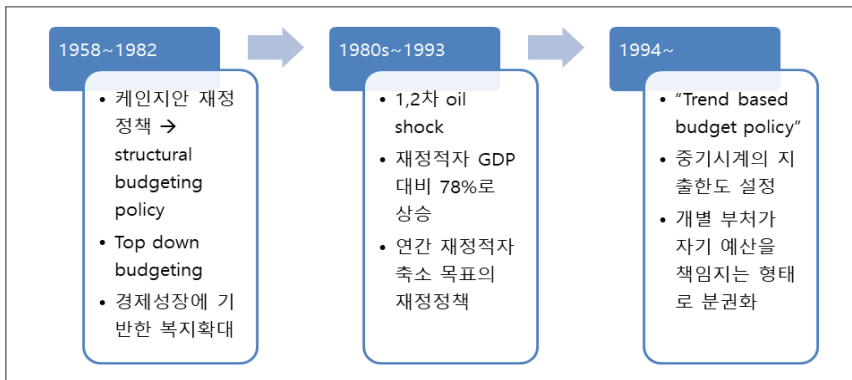 1958~1982
• 케인지안 재정
정책 →
structural
budgeting
policy
• Top down
budgeting
• 경제성장에 기
반한 복지확대
1980s~1993
• 1,2차 oil
shock
• 재정적자 GDP
대비 78%로
상승
• 연간 재정적자
축소 목표의
재정정책
1994~
• “Trend based
budget policy”
• 중기시계의 지
출한도 설정
• 개별 부처가
자기 예산을
책임지는 형태
로 분권화